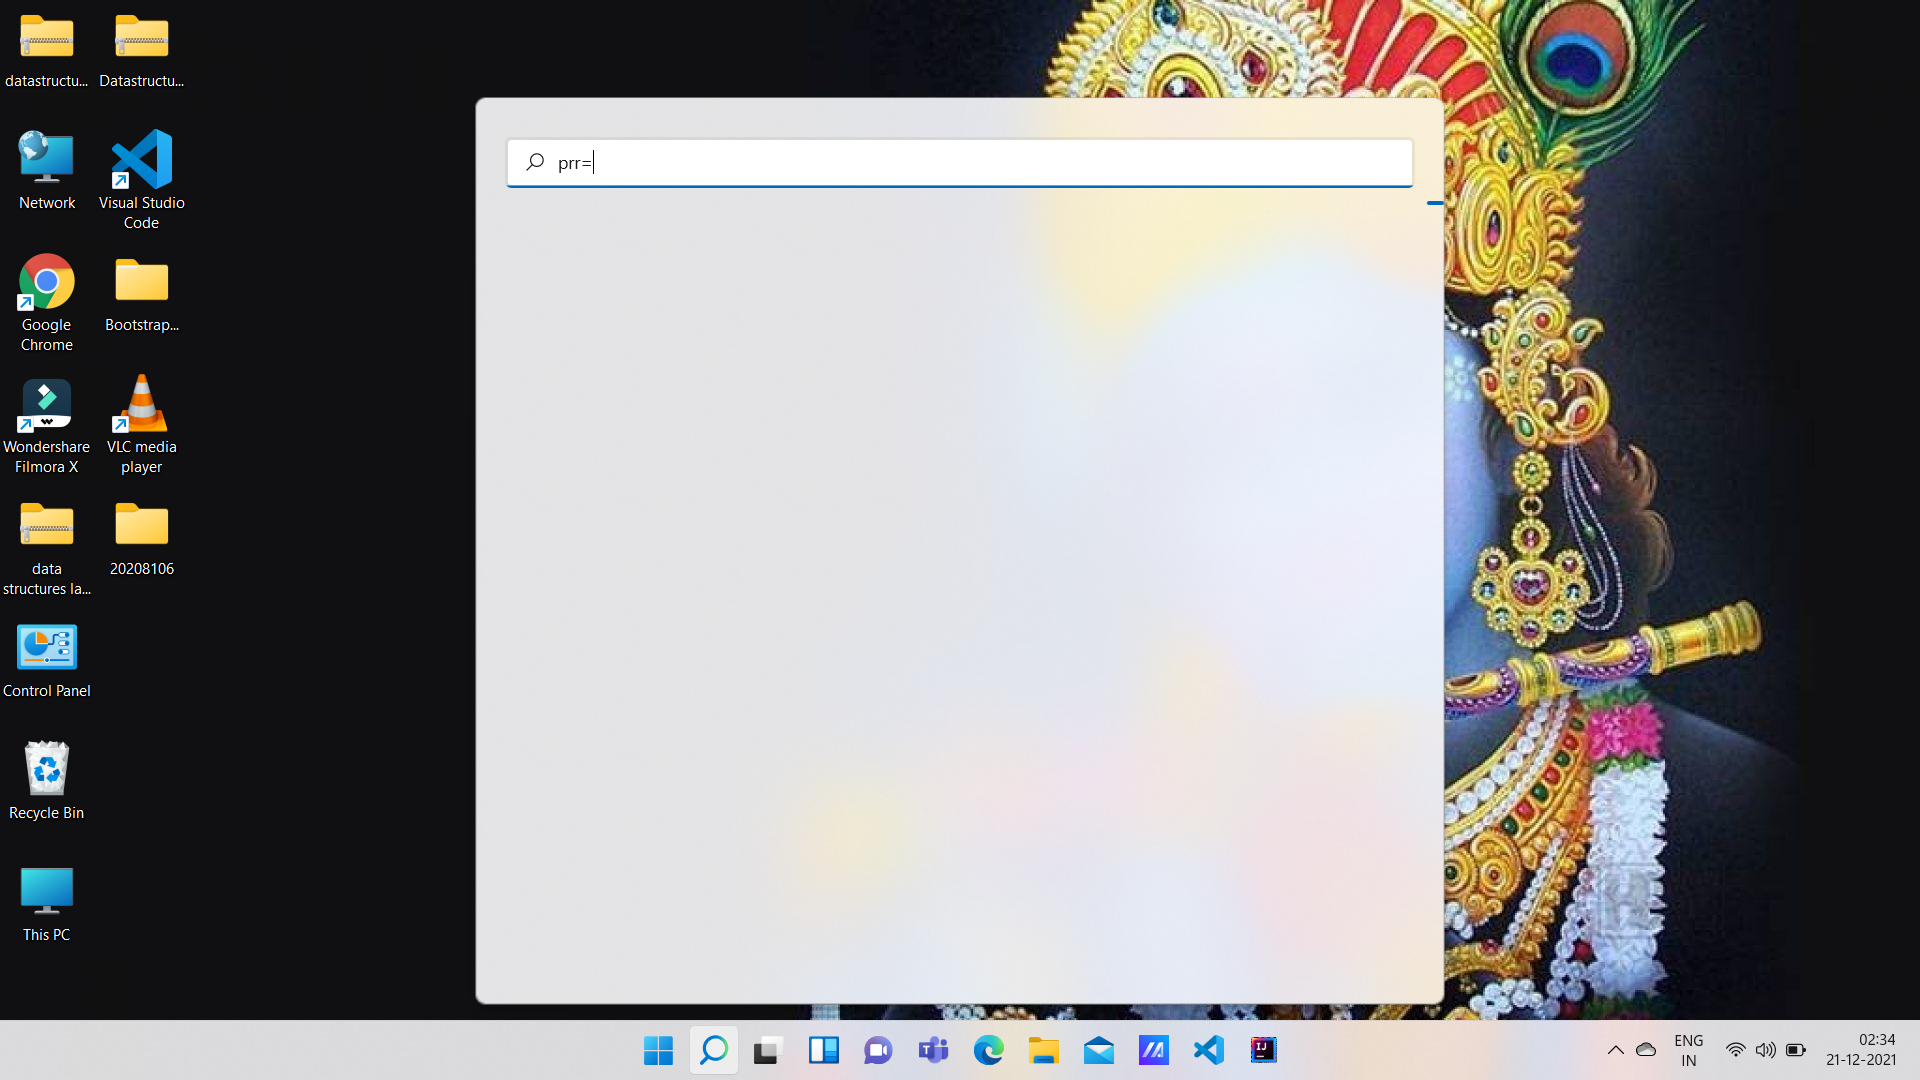 datastructu...
Datastructu...
Network
Visual Studio
Code
Google
Chrome
Bootstrap...
Wondershare
Filmora X
VLC media
player
data
structures la...
20208106
Control Panel
Recycle Bin
This PC
prr=
ENG
IN
02:34
21-12-2021